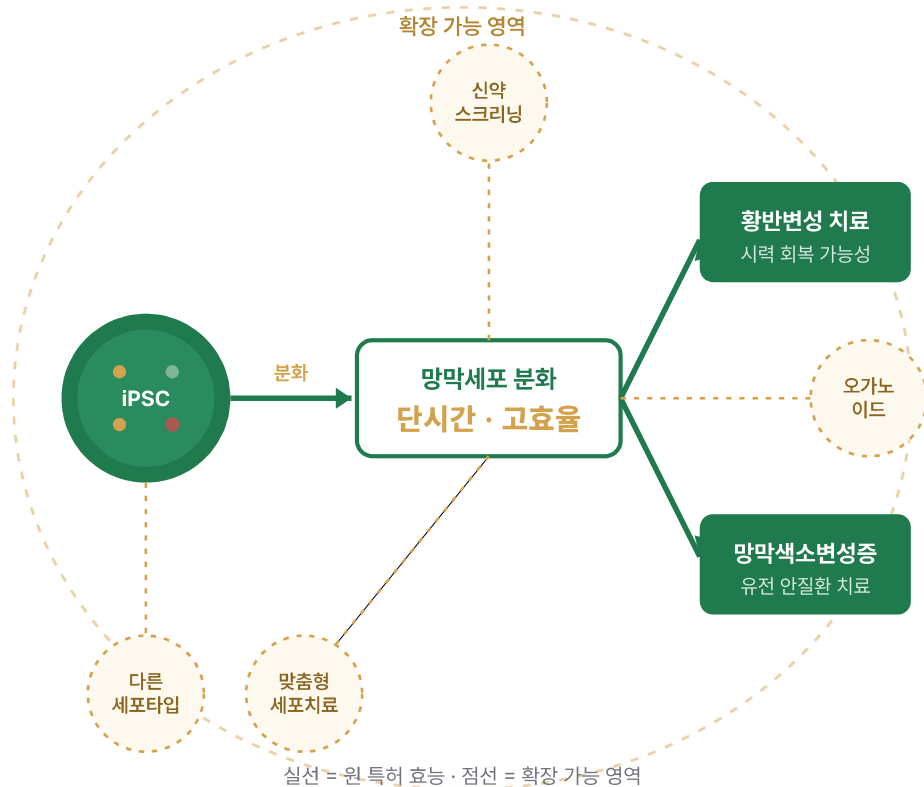 확장 가능 영역
신약
스크리닝
황반변성 치료
시력 회복 가능성
분화
iPSC
망막세포 분화
단시간 · 고효율
오가노
이드
망막색소변성증
유전 안질환 치료
다른
세포타입
맞춤형
세포치료
실선 = 원 특허 효능 · 점선 = 확장 가능 영역